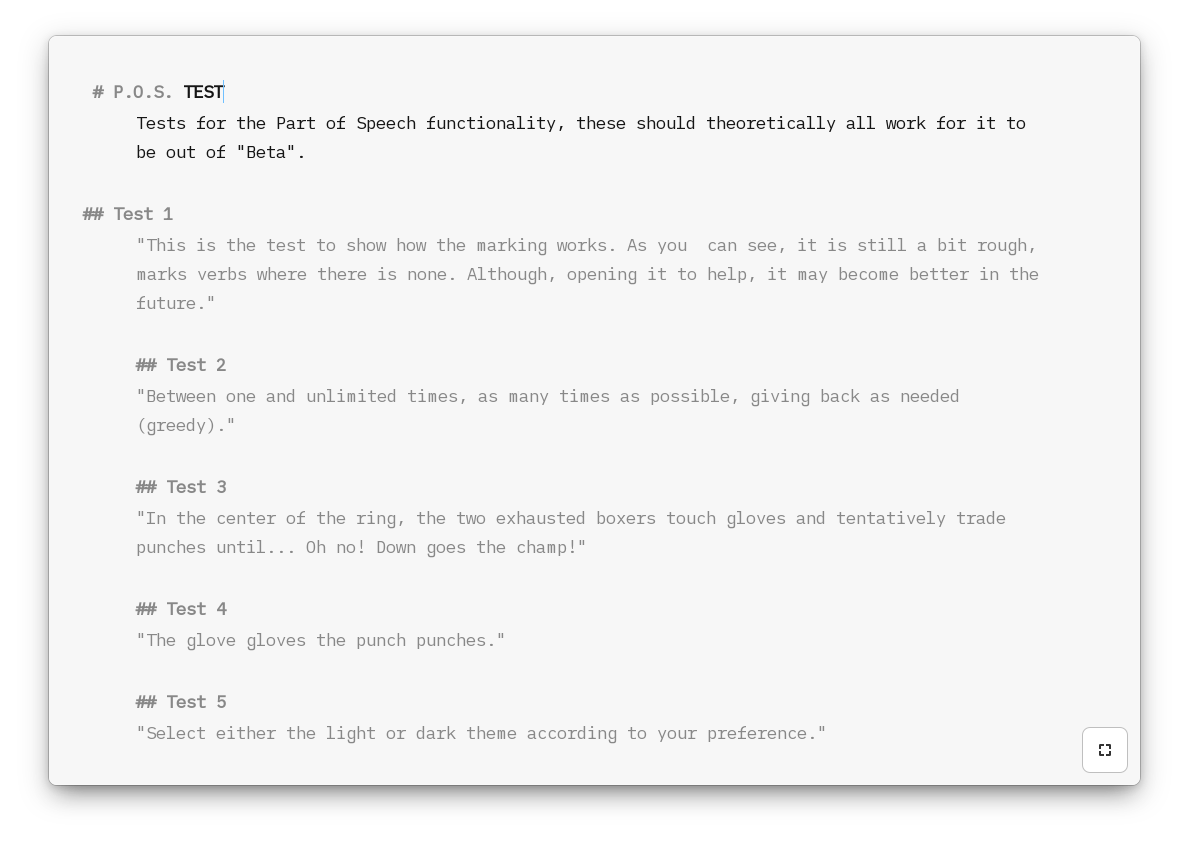 # P.O.S. TEST
Tests for the Part of Speech functionality, these should theoretically all work for it to
be out of "Beta".
## Test 1
"This is the test to show how the marking works. As you  can see, it is still a bit rough,
marks verbs where there is none. Although, opening it to help, it may become better in the
future."
## Test 2
"Between one and unlimited times, as many times as possible, giving back as needed
(greedy)."
## Test 3
"In the center of the ring, the two exhausted boxers touch gloves and tentatively trade
punches until... Oh no! Down goes the champ!"
## Test 4
"The glove gloves the punch punches."
## Test 5
"Select either the light or dark theme according to your preference."